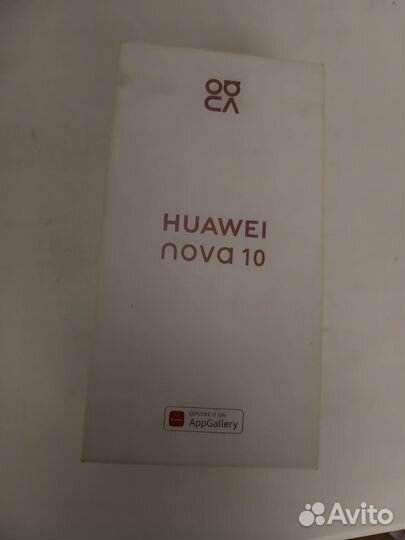 HUAWEI
nova 10
EXPLORE IT ON
AppGallery
Avito